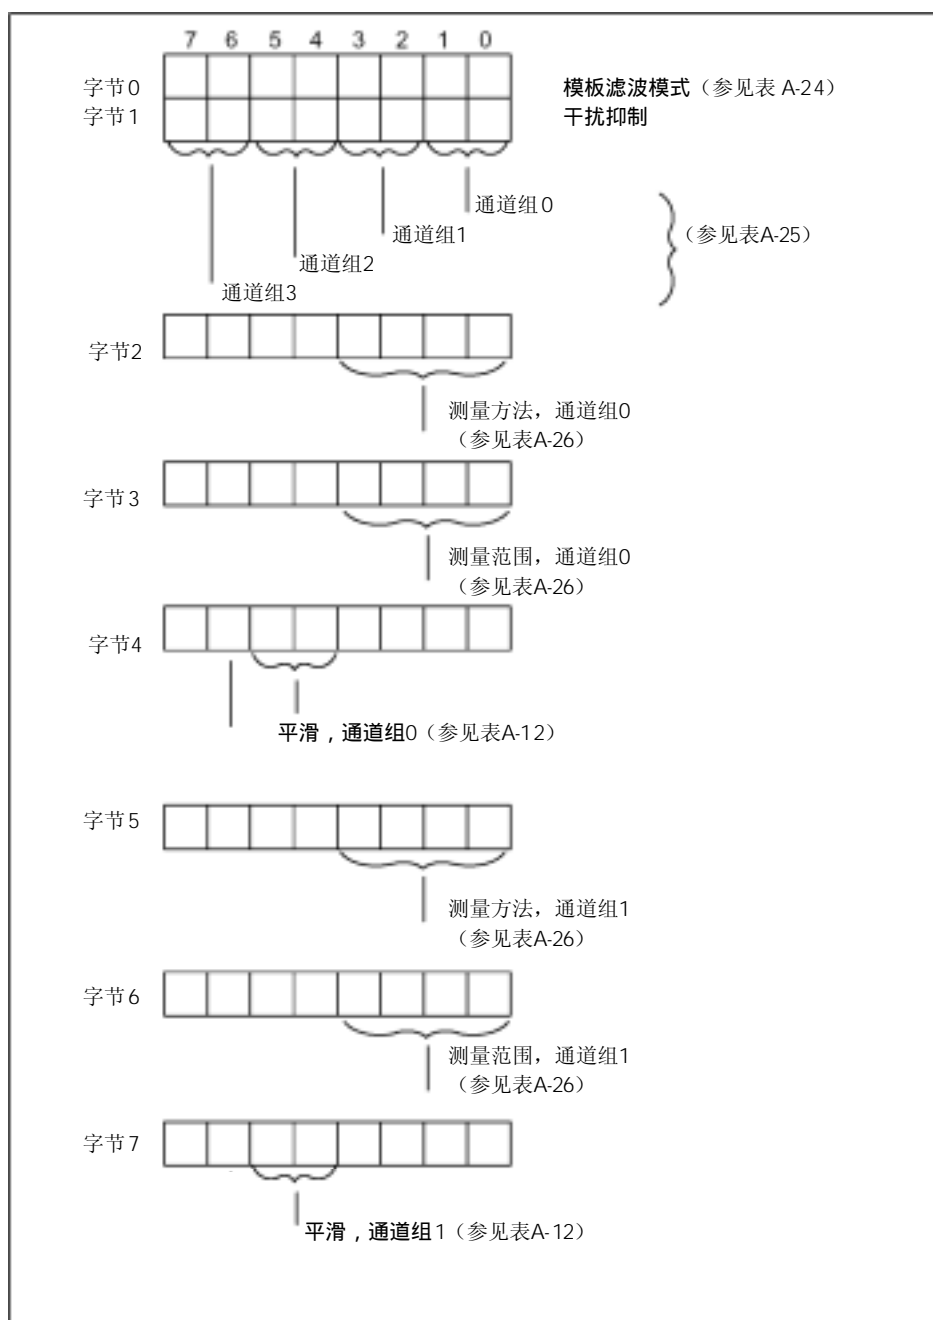 7 6 5 4 3 2 1 0
字节0 模板滤波模式（参见表 A-24）
字节1 干扰抑制
通道组0
通道组1
（参见表A-25）
通道组2
通道组3
字节2
测量方法，通道组0
（参见表A-26）
字节3
测量范围，通道组0
（参见表A-26）
字节4
平滑，通道组0（参见表A-12）
字节5
测量方法，通道组1
（参见表A-26）
字节6
测量范围，通道组1
（参见表A-26）
字节7
平滑，通道组1（参见表A-12）